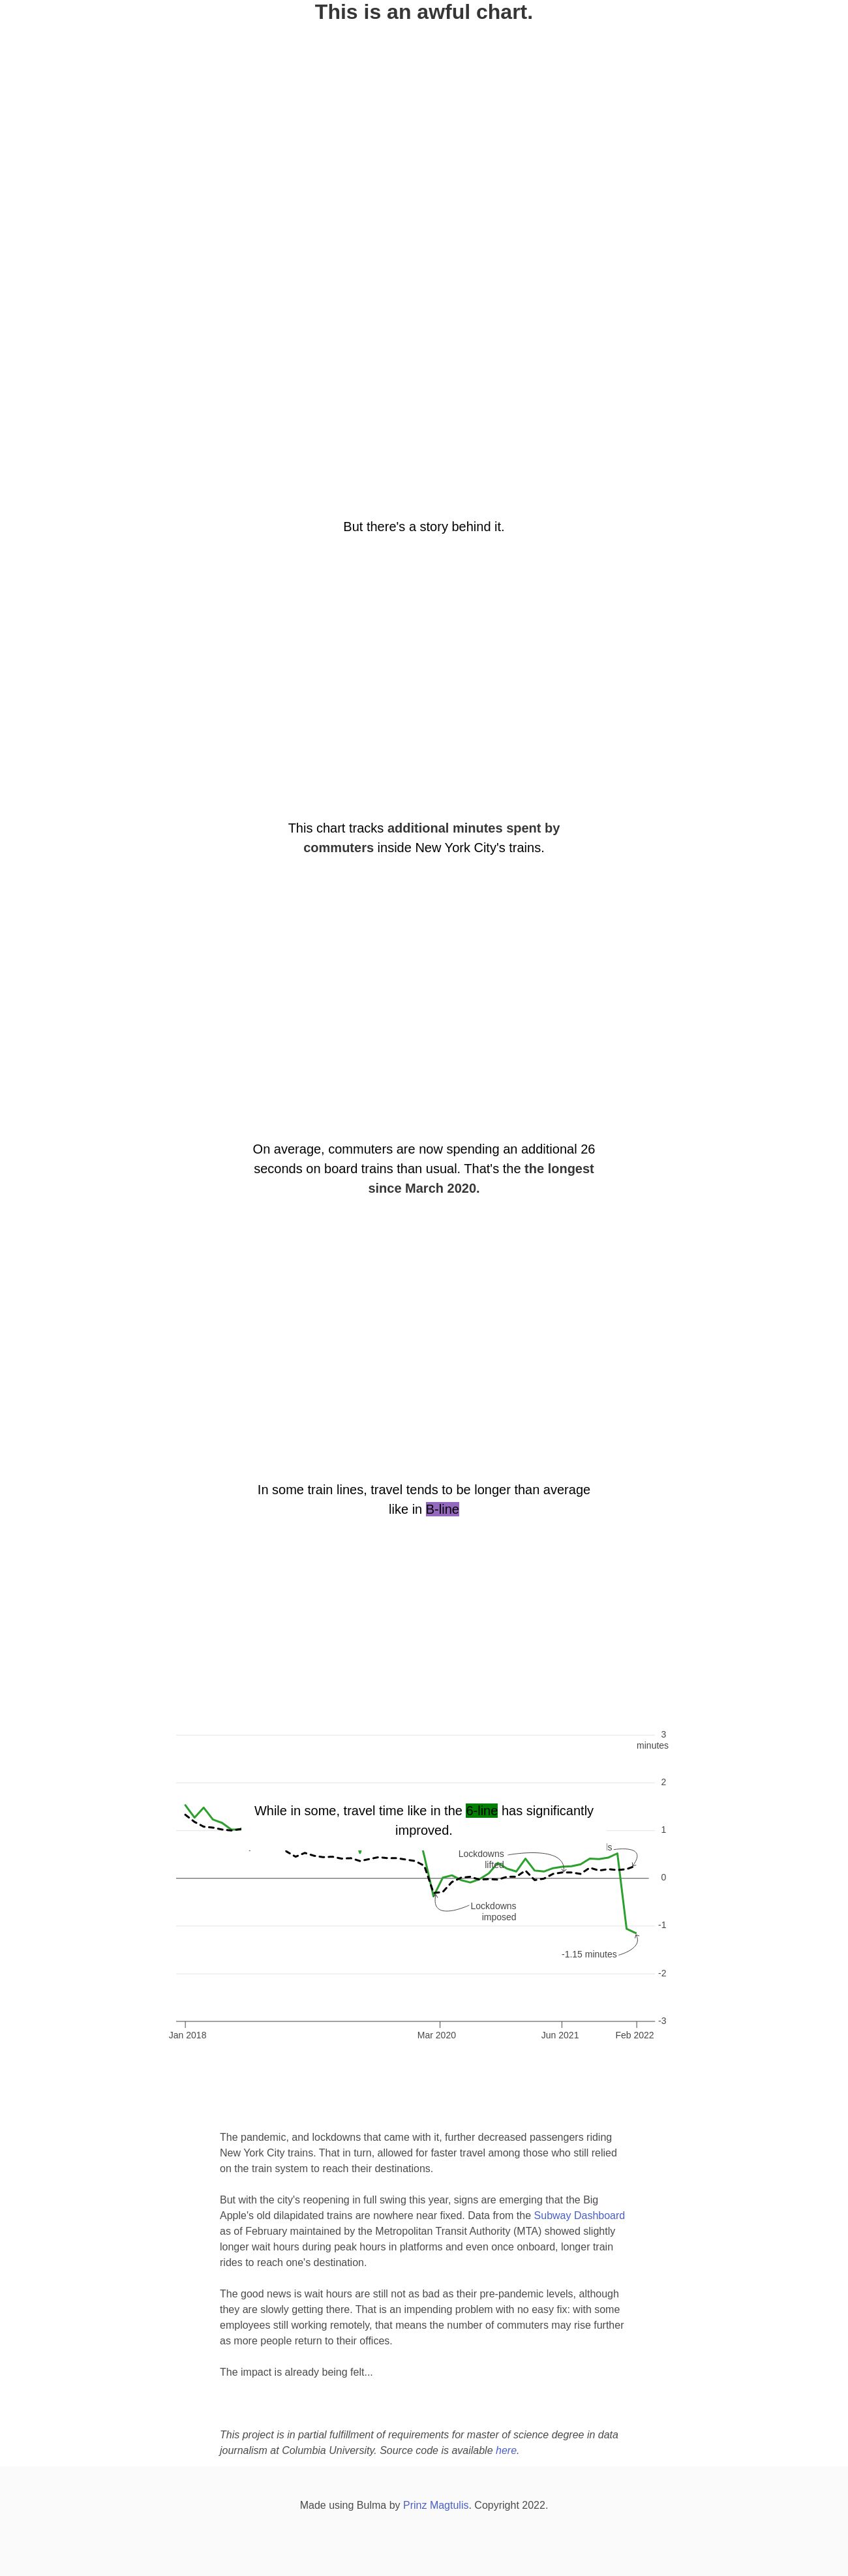 This is an awful chart.
But there's a story behind it.
This chart tracks additional minutes spent by
commuters inside New York City's trains.
On average, commuters are now spending an additional 26
seconds on board trains than usual. That's the the longest
since March 2020.
In some train lines, travel tends to be longer than average
like in B-line
3
minutes
2
While in some, travel time like in the 6-line has significantly
improved.
1
Lockdowns
lifted
0
Lockdowns
imposed
-1
-1.15 minutes
-2
-3
Jan 2018
Mar 2020
Jun 2021
Feb 2022
The pandemic, and lockdowns that came with it, further decreased passengers riding
New York City trains. That in turn, allowed for faster travel among those who still relied
on the train system to reach their destinations.
But with the city's reopening in full swing this year, signs are emerging that the Big
Apple's old dilapidated trains are nowhere near fixed. Data from the Subway Dashboard
as of February maintained by the Metropolitan Transit Authority (MTA) showed slightly
longer wait hours during peak hours in platforms and even once onboard, longer train
rides to reach one's destination.
The good news is wait hours are still not as bad as their pre-pandemic levels, although
they are slowly getting there. That is an impending problem with no easy fix: with some
employees still working remotely, that means the number of commuters may rise further
as more people return to their offices.
The impact is already being felt...
This project is in partial fulfillment of requirements for master of science degree in data
journalism at Columbia University. Source code is available here.
Made using Bulma by Prinz Magtulis. Copyright 2022.